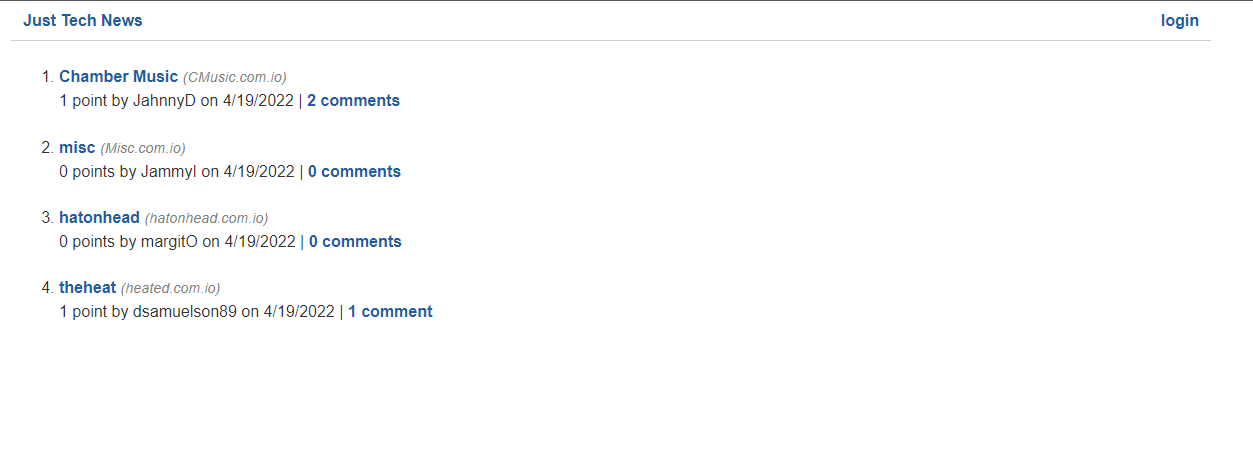 Just Tech News login
1. Chamber Music (CMusic.com.io)
1 point by JahnnyD on 4/19/2022 | 2 comments
2. misc (Misc.com.io)
0 points by JammyI on 4/19/2022 | 0 comments
3. hatonhead (hatonhead.com.io)
0 points by margitO on 4/19/2022 | 0 comments
4. theheat (heated.com.io)
1 point by dsamuelson89 on 4/19/2022 | 1 comment